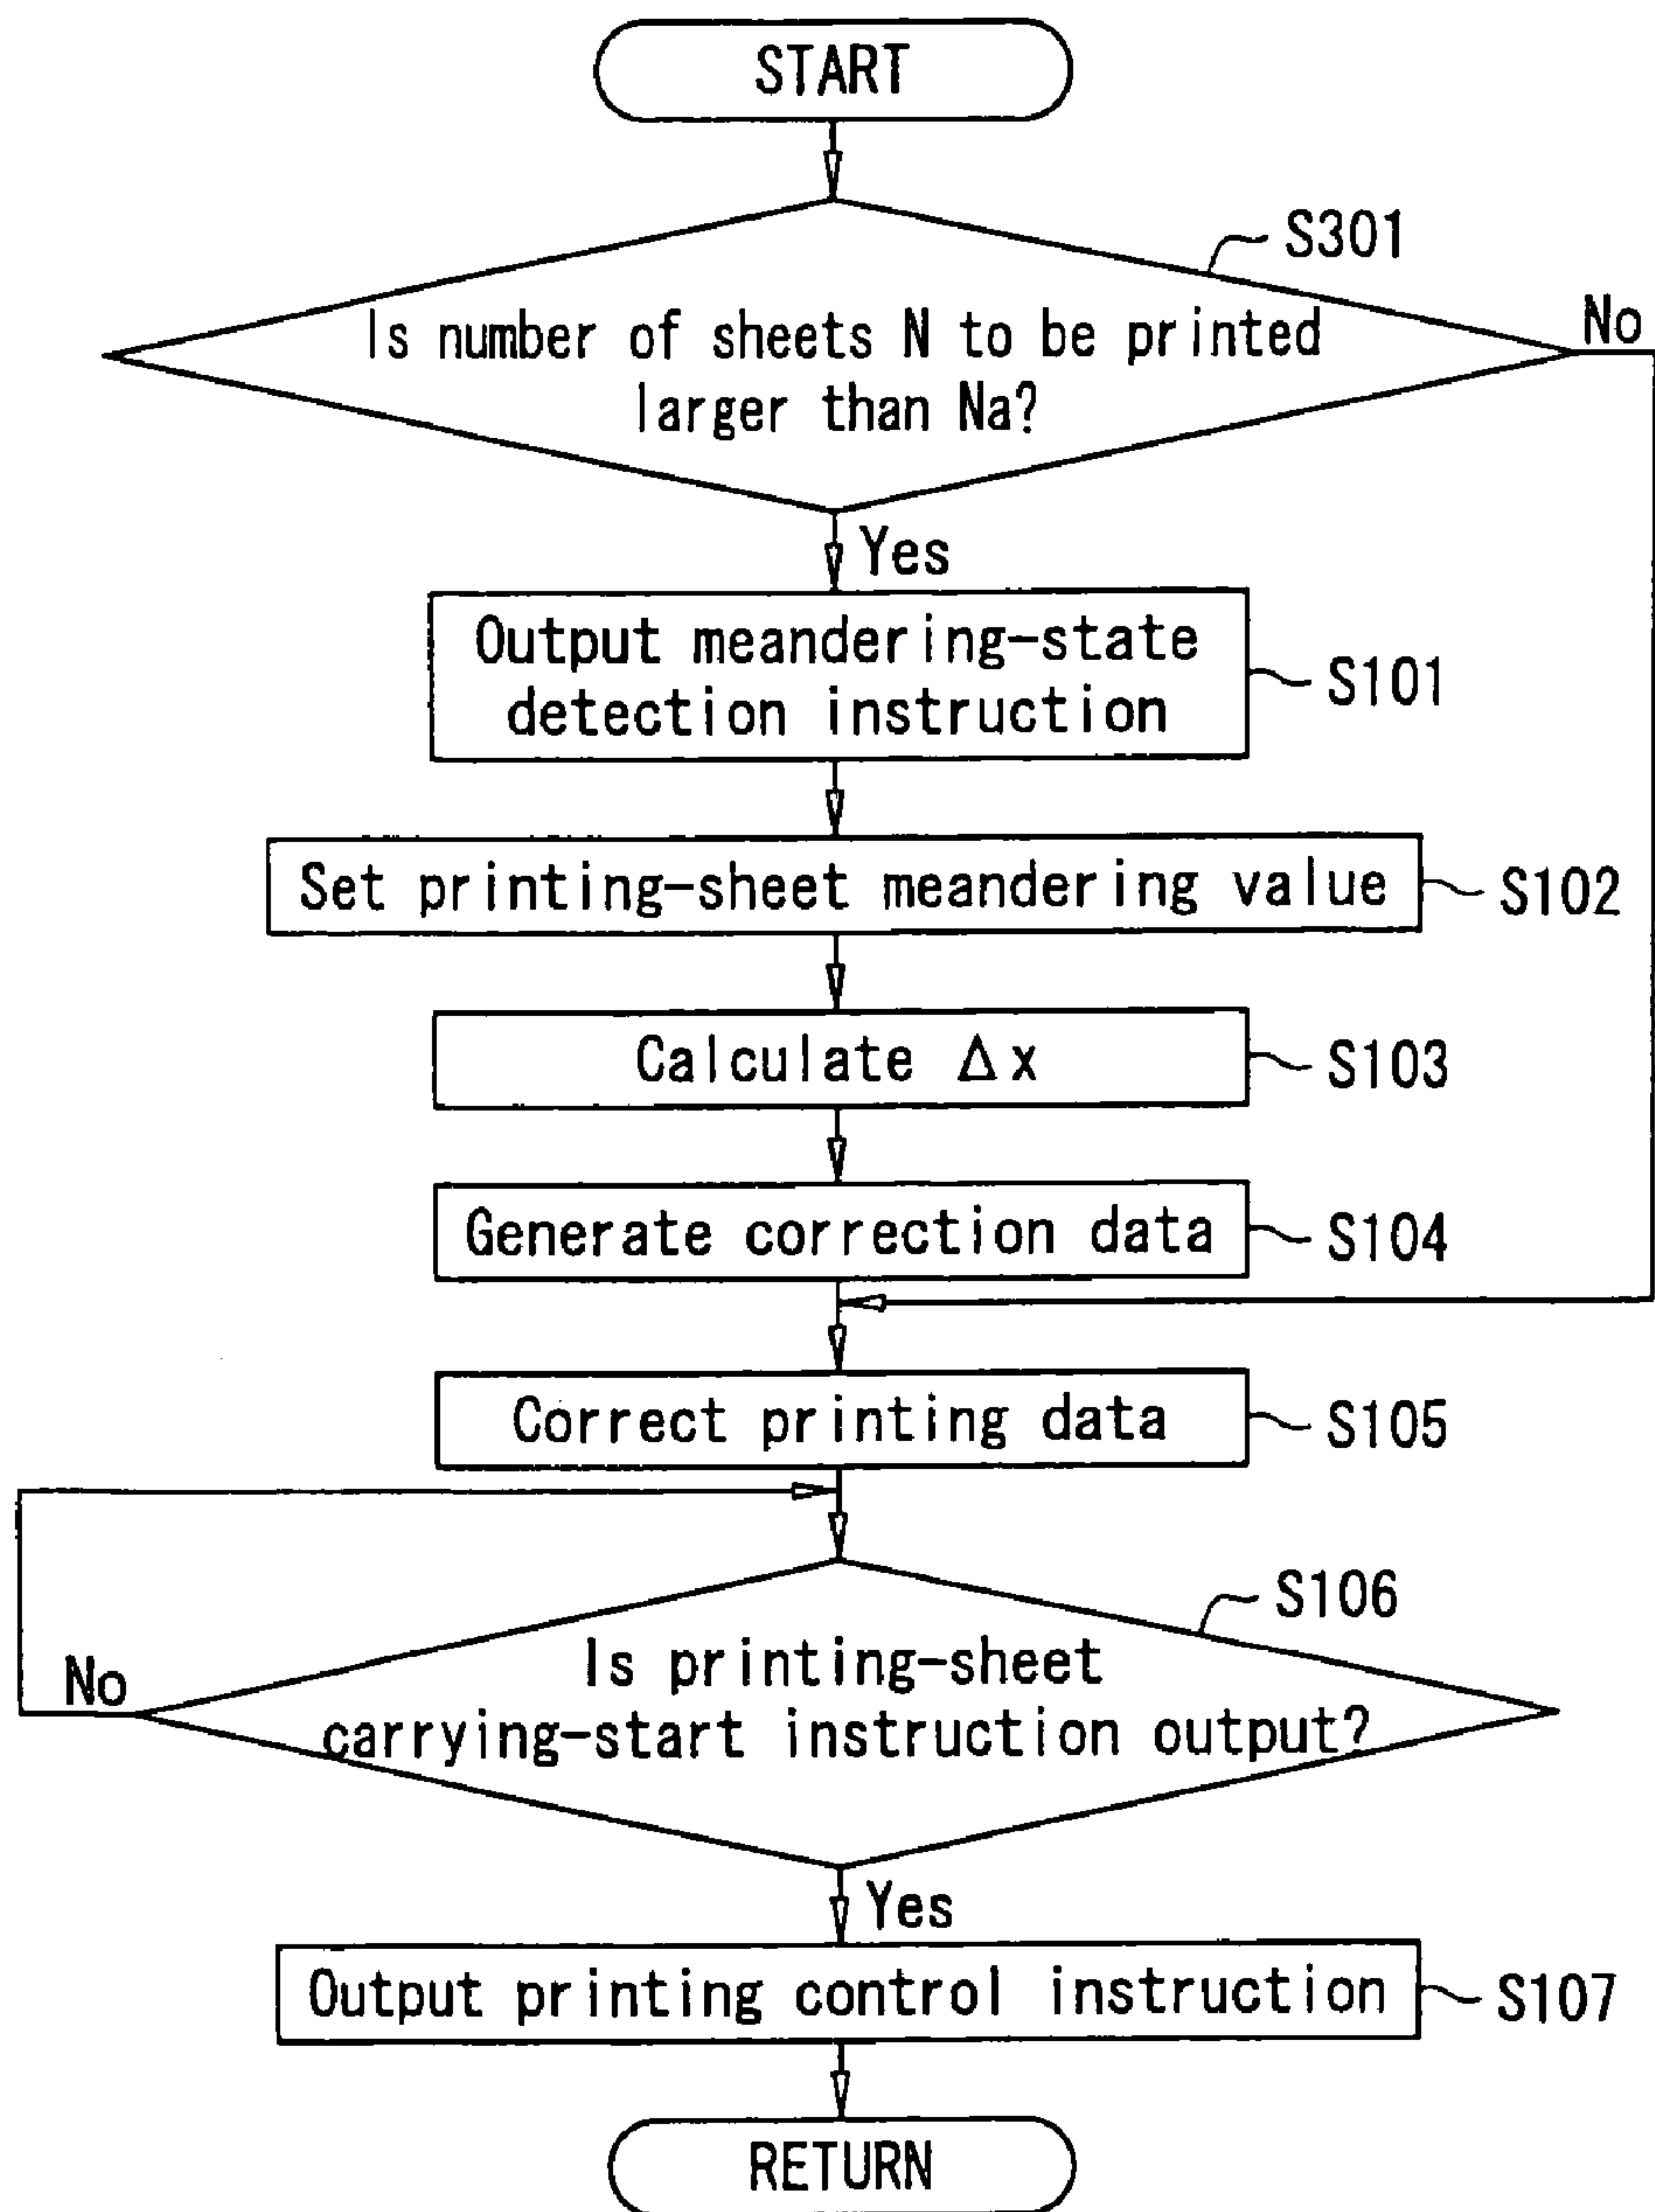 START
S301
Is number of sheets N to be printed
larger than Na?
No
Yes
Output meandering-state
detection instruction
S101
Set printing-sheet meandering value
S102
Calculate Δx
S103
Generate correction data
S104
Correct printing data
S105
S106
Is printing-sheet
carrying-start instruction output?
No
Yes
Output printing control instruction
S107
RETURN